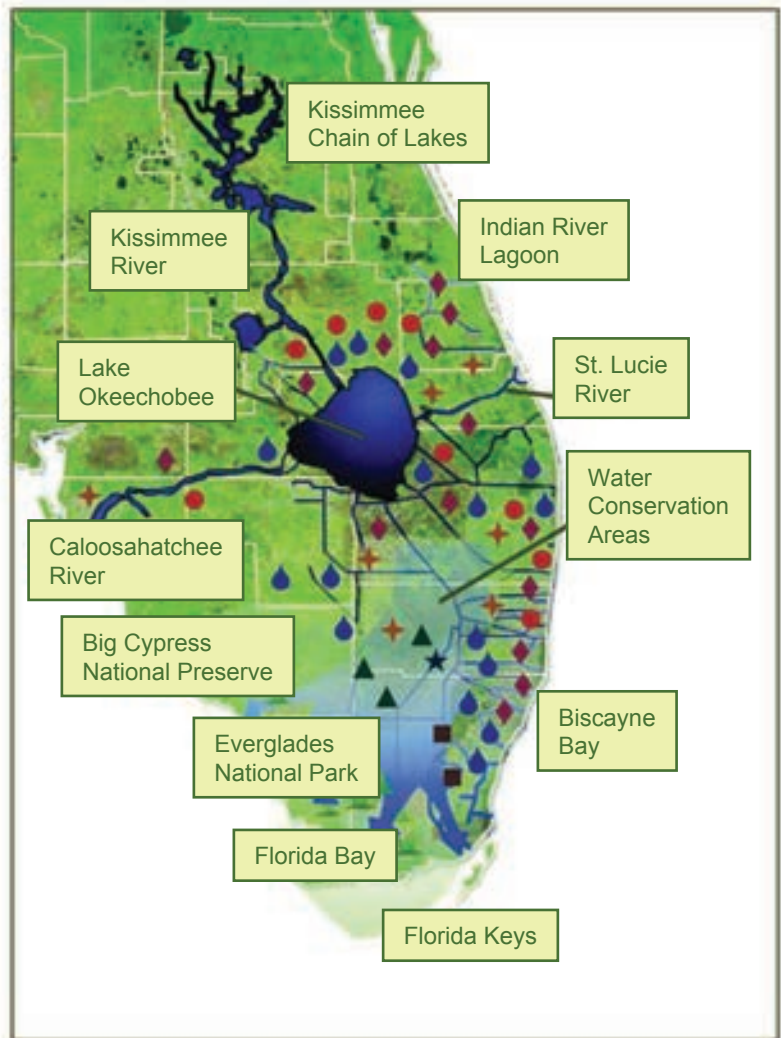 Kissimmee
Chain of Lakes
Indian River
Lagoon
Kissimmee
River
Lake
Okeechobee
St. Lucie
River
Water
Conservation
Areas
Caloosahatchee
River
Big Cypress
National Preserve
Everglades
National Park
Biscayne
Bay
Florida Bay
Florida Keys